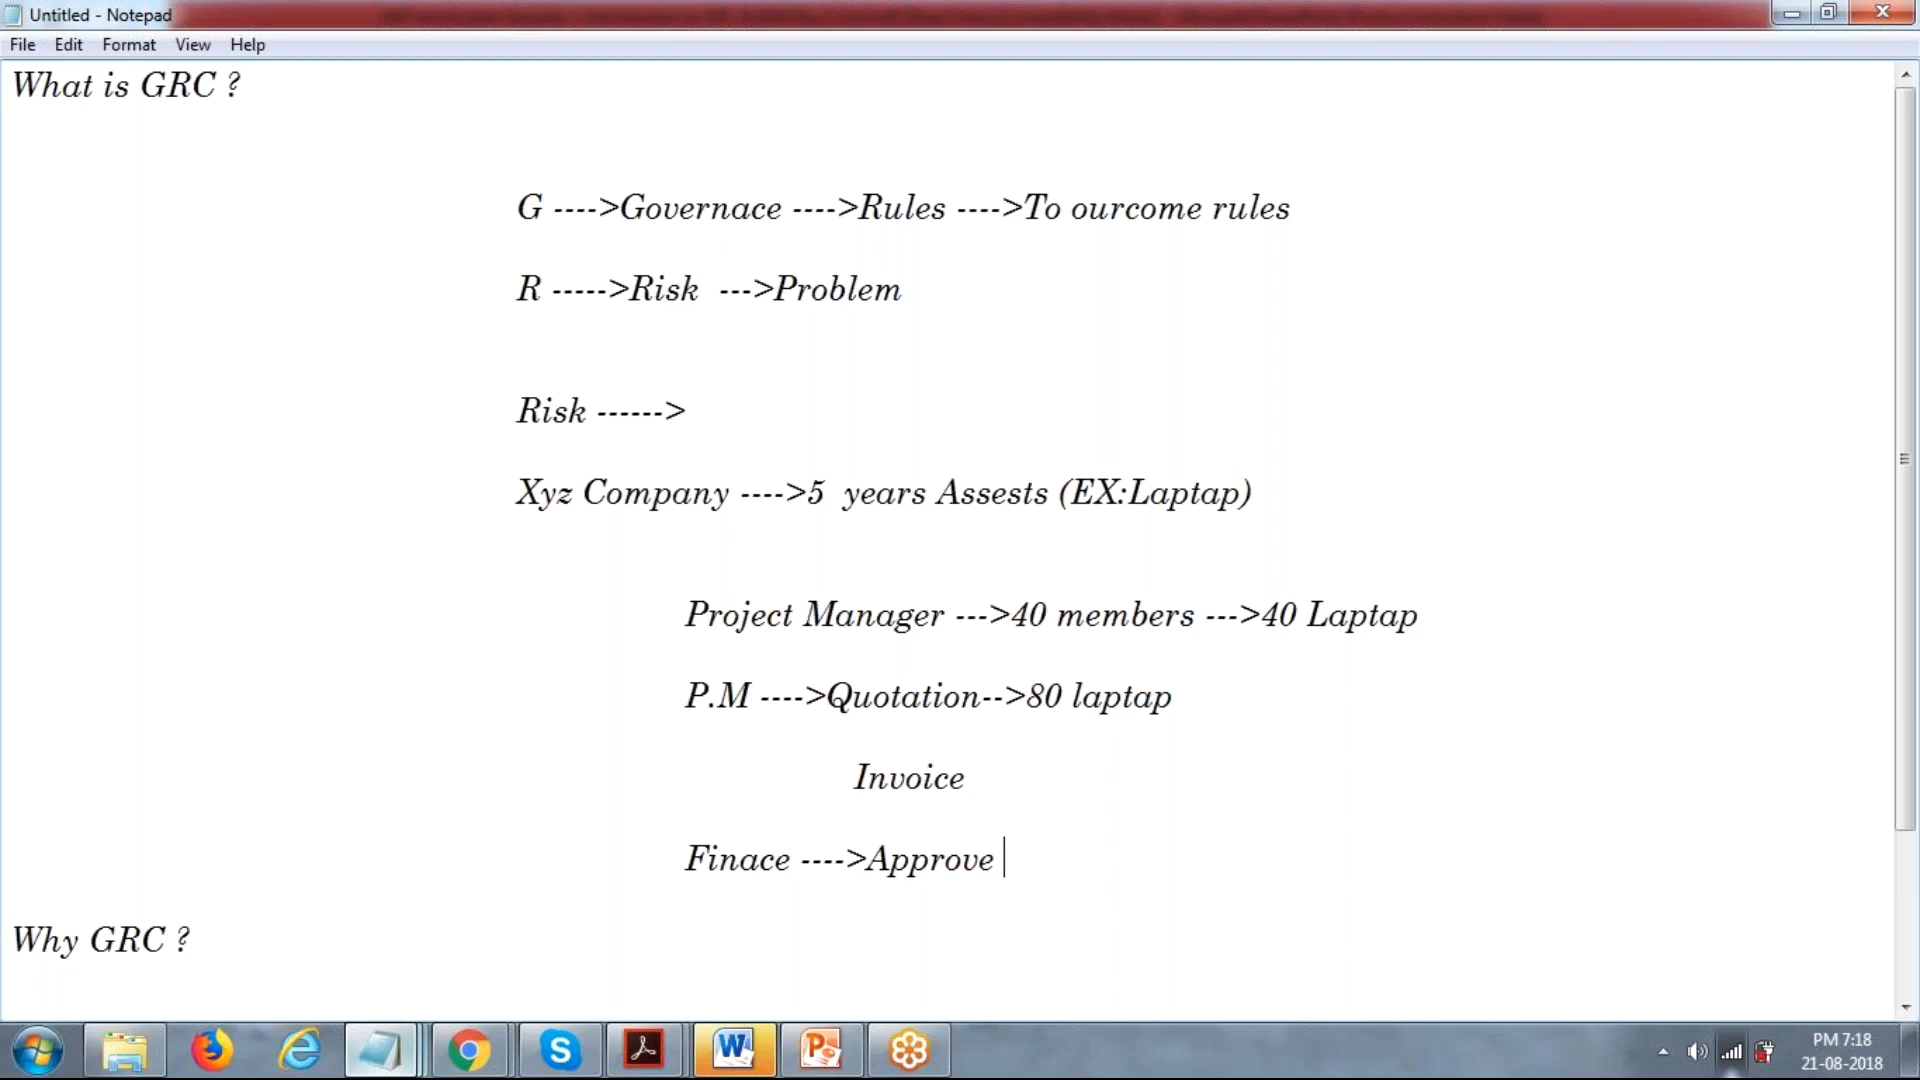 Untitled - Notepad
File Edit Format View Help
What is GRC ?
G ---->Governace ---->Rules ---->To ourcome rules
R ----->Risk --->Problem
Risk ------>
Xyz Company ---->5 years Assests (EX:Laptap)
Project Manager --->40 members --->40 Laptap
P.M ---->Quotation-->80 laptap
Invoice
Finace ---->Approve
Why GRC ?
PM 7:18
21-08-2018